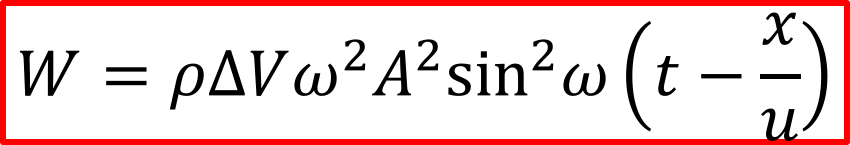 W = ρΔVω²A²sin²ω(t − x/u)